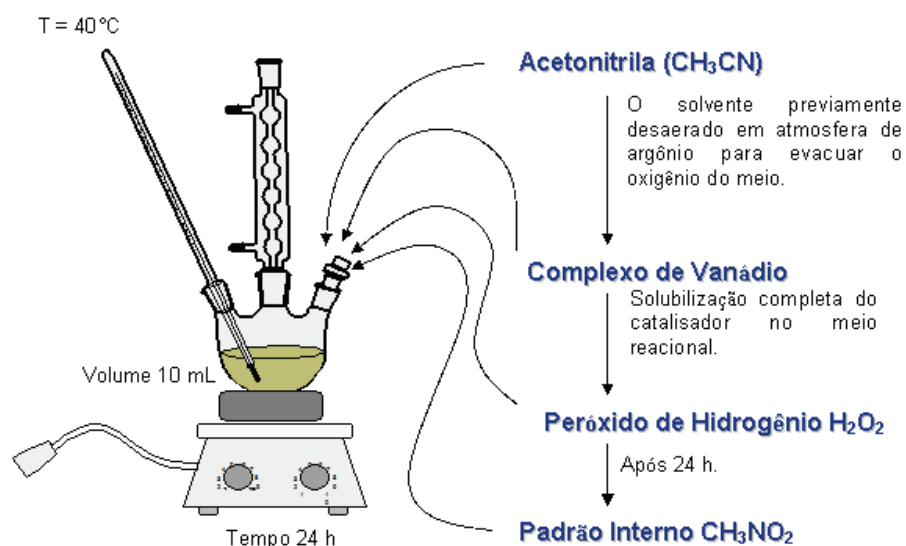 T = 40°C
Acetonitrila (CH₃CN)
O solvente previamente
desaerado em atmosfera de
argônio para evacuar o
oxigênio do meio.
Complexo de Vanádio
Solubilização completa do
catalisador no meio
reacional.
Volume 10 mL
Peróxido de Hidrogênio H₂O₂
Após 24 h.
Tempo 24 h
Padrão Interno CH₃NO₂